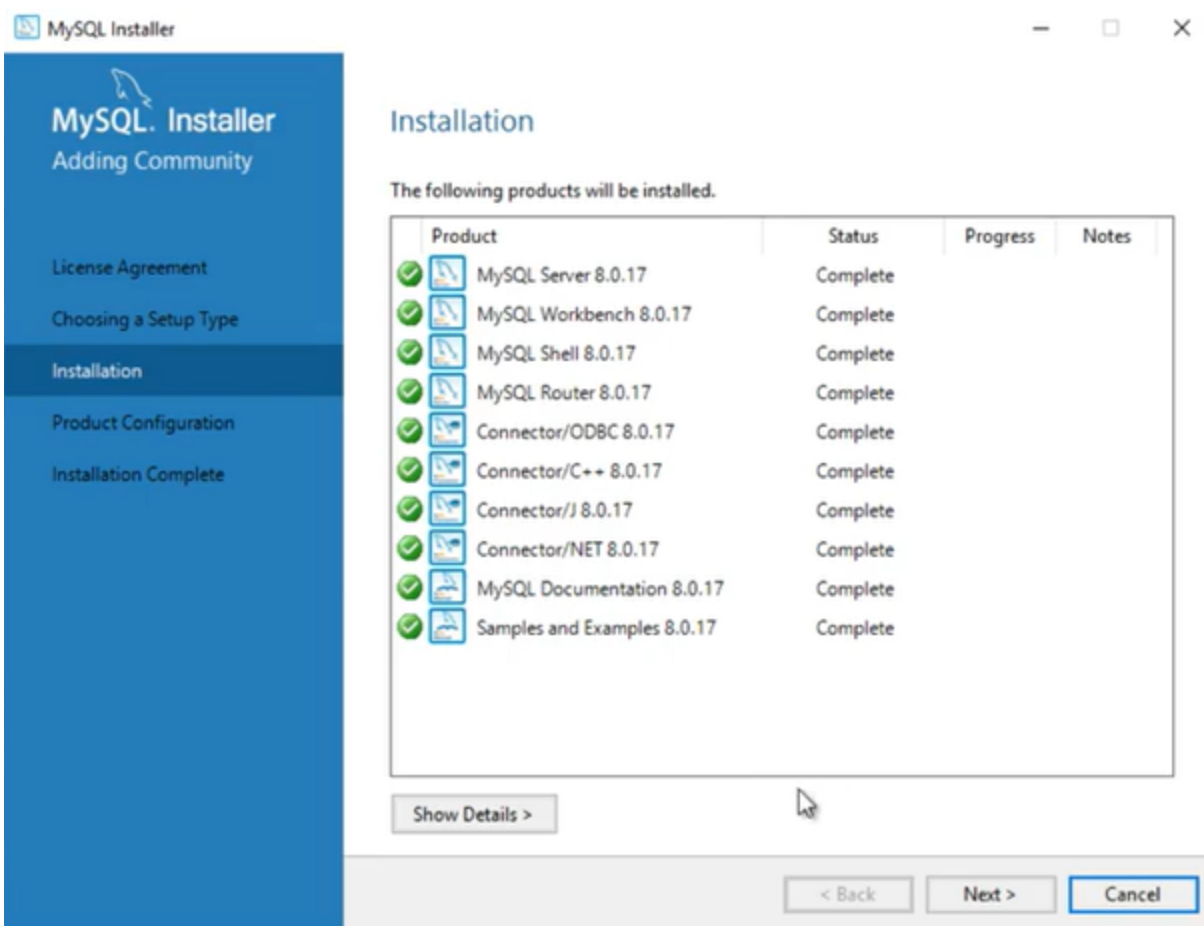 MySQL Installer
MySQL. Installer
Adding Community
License Agreement
Choosing a Setup Type
Installation
Product Configuration
Installation Complete
Installation
The following products will be installed.
Product Status Progress Notes
MySQL Server 8.0.17 Complete
MySQL Workbench 8.0.17 Complete
MySQL Shell 8.0.17 Complete
MySQL Router 8.0.17 Complete
Connector/ODBC 8.0.17 Complete
Connector/C++ 8.0.17 Complete
Connector/J 8.0.17 Complete
Connector/NET 8.0.17 Complete
MySQL Documentation 8.0.17 Complete
Samples and Examples 8.0.17 Complete
Show Details >
< Back Next > Cancel